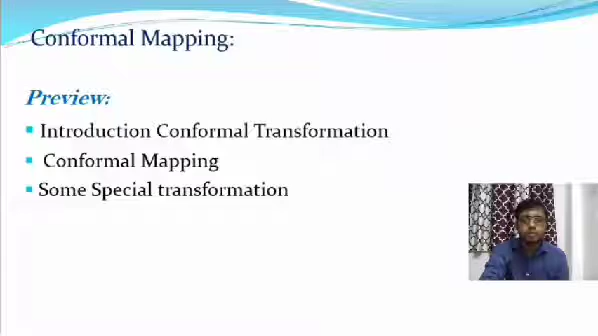 Conformal Mapping:
Preview:
Introduction Conformal Transformation
Conformal Mapping
Some Special transformation